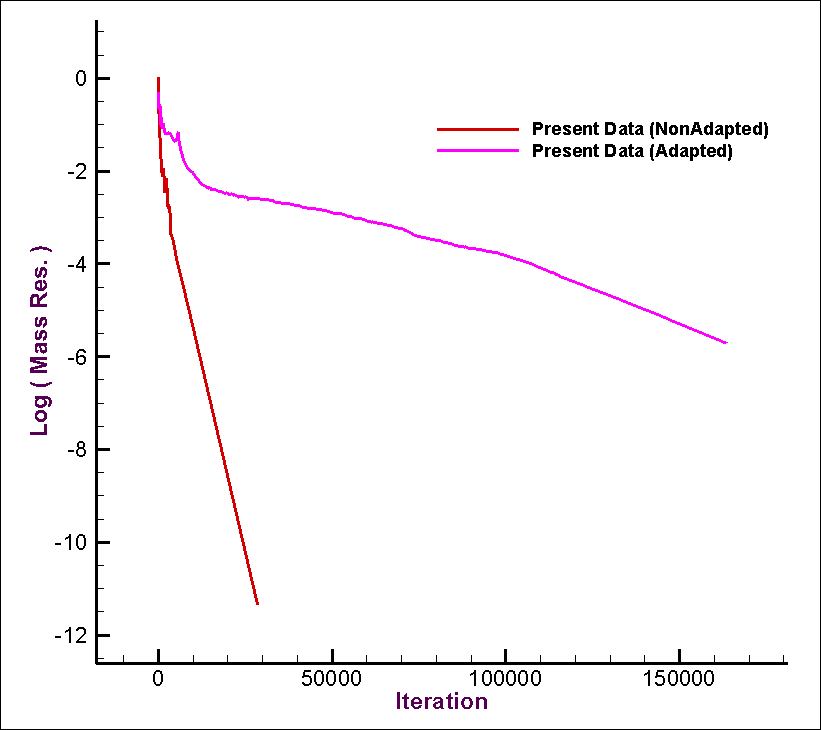 0
-2
-4
-6
-8
-10
-12
Log ( Mass Res. )
Present Data (NonAdapted)
Present Data (Adapted)
0 50000 100000 150000
Iteration